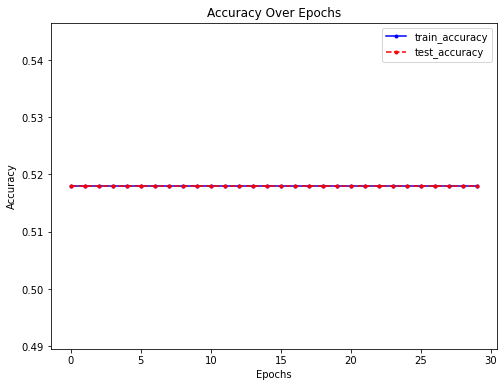 Accuracy Over Epochs
train_accuracy
test_accuracy
Accuracy
0.54
0.53
0.52
0.51
0.50
0.49
0 5 10 15 20 25 30
Epochs